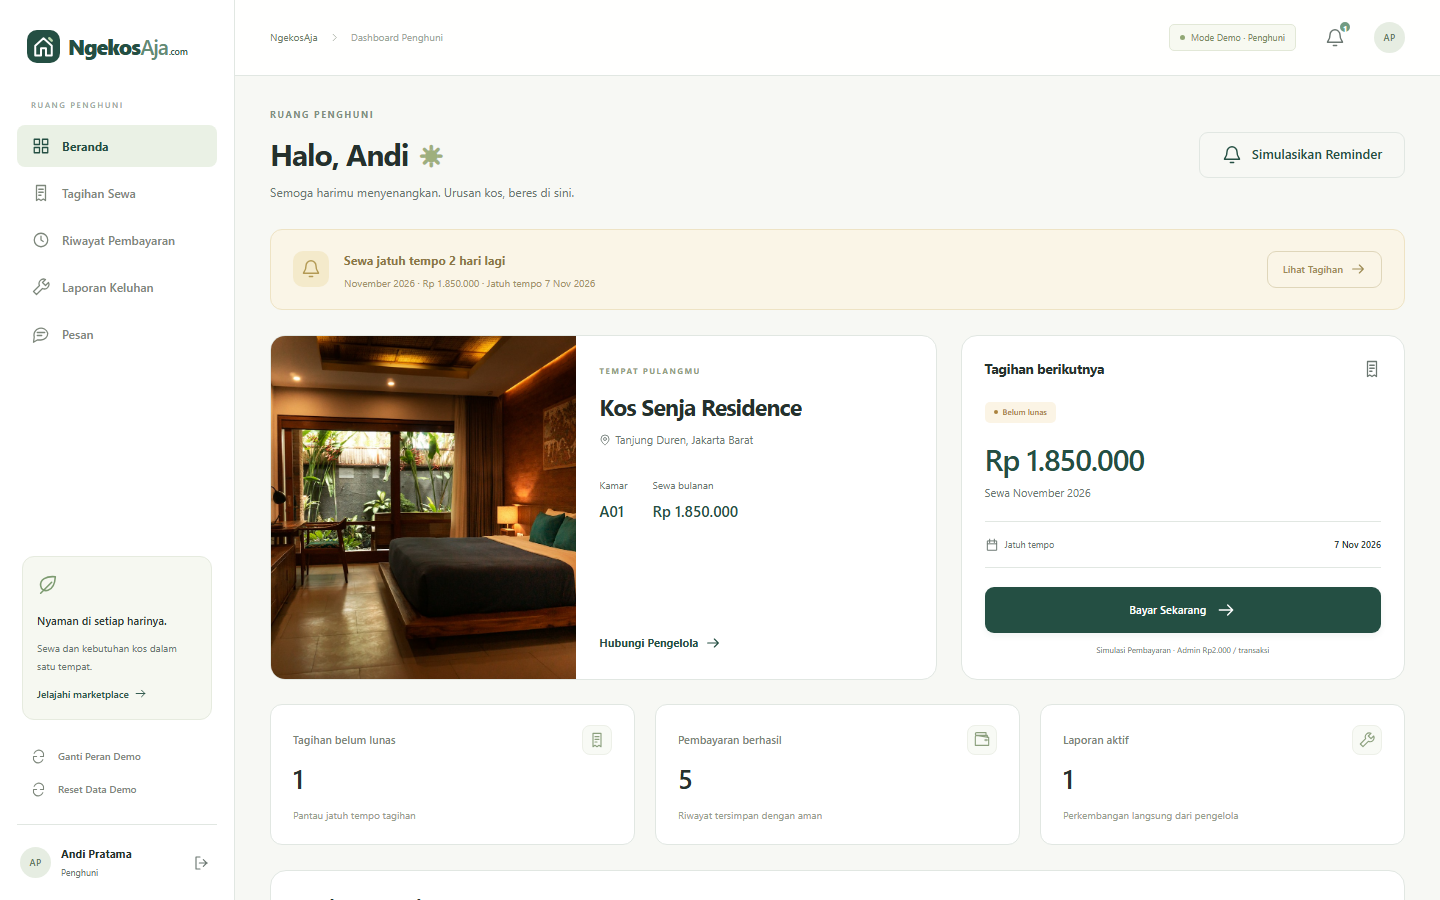 NgekosAja.com
RUANG PENGHUNI
Beranda
Tagihan Sewa
Riwayat Pembayaran
Laporan Keluhan
Pesan
Nyaman di setiap harinya.
Sewa dan kebutuhan kos dalam
satu tempat.
Jelajahi marketplace
Ganti Peran Demo
Reset Data Demo
AP
Andi Pratama
Penghuni
NgekosAja
Dashboard Penghuni
Mode Demo · Penghuni
AP
RUANG PENGHUNI
Halo, Andi
Semoga harimu menyenangkan. Urusan kos, beres di sini.
Simulasikan Reminder
Sewa jatuh tempo 2 hari lagi
November 2026 · Rp 1.850.000 · Jatuh tempo 7 Nov 2026
Lihat Tagihan
TEMPAT PULANGMU
Kos Senja Residence
Tanjung Duren, Jakarta Barat
Kamar Sewa bulanan
A01 Rp 1.850.000
Hubungi Pengelola
Tagihan berikutnya
Belum lunas
Rp 1.850.000
Sewa November 2026
Jatuh tempo 7 Nov 2026
Bayar Sekarang
Simulasi Pembayaran · Admin Rp2.000 / transaksi
Tagihan belum lunas
1
Pantau jatuh tempo tagihan
Pembayaran berhasil
5
Riwayat tersimpan dengan aman
Laporan aktif
1
Perkembangan langsung dari pengelola